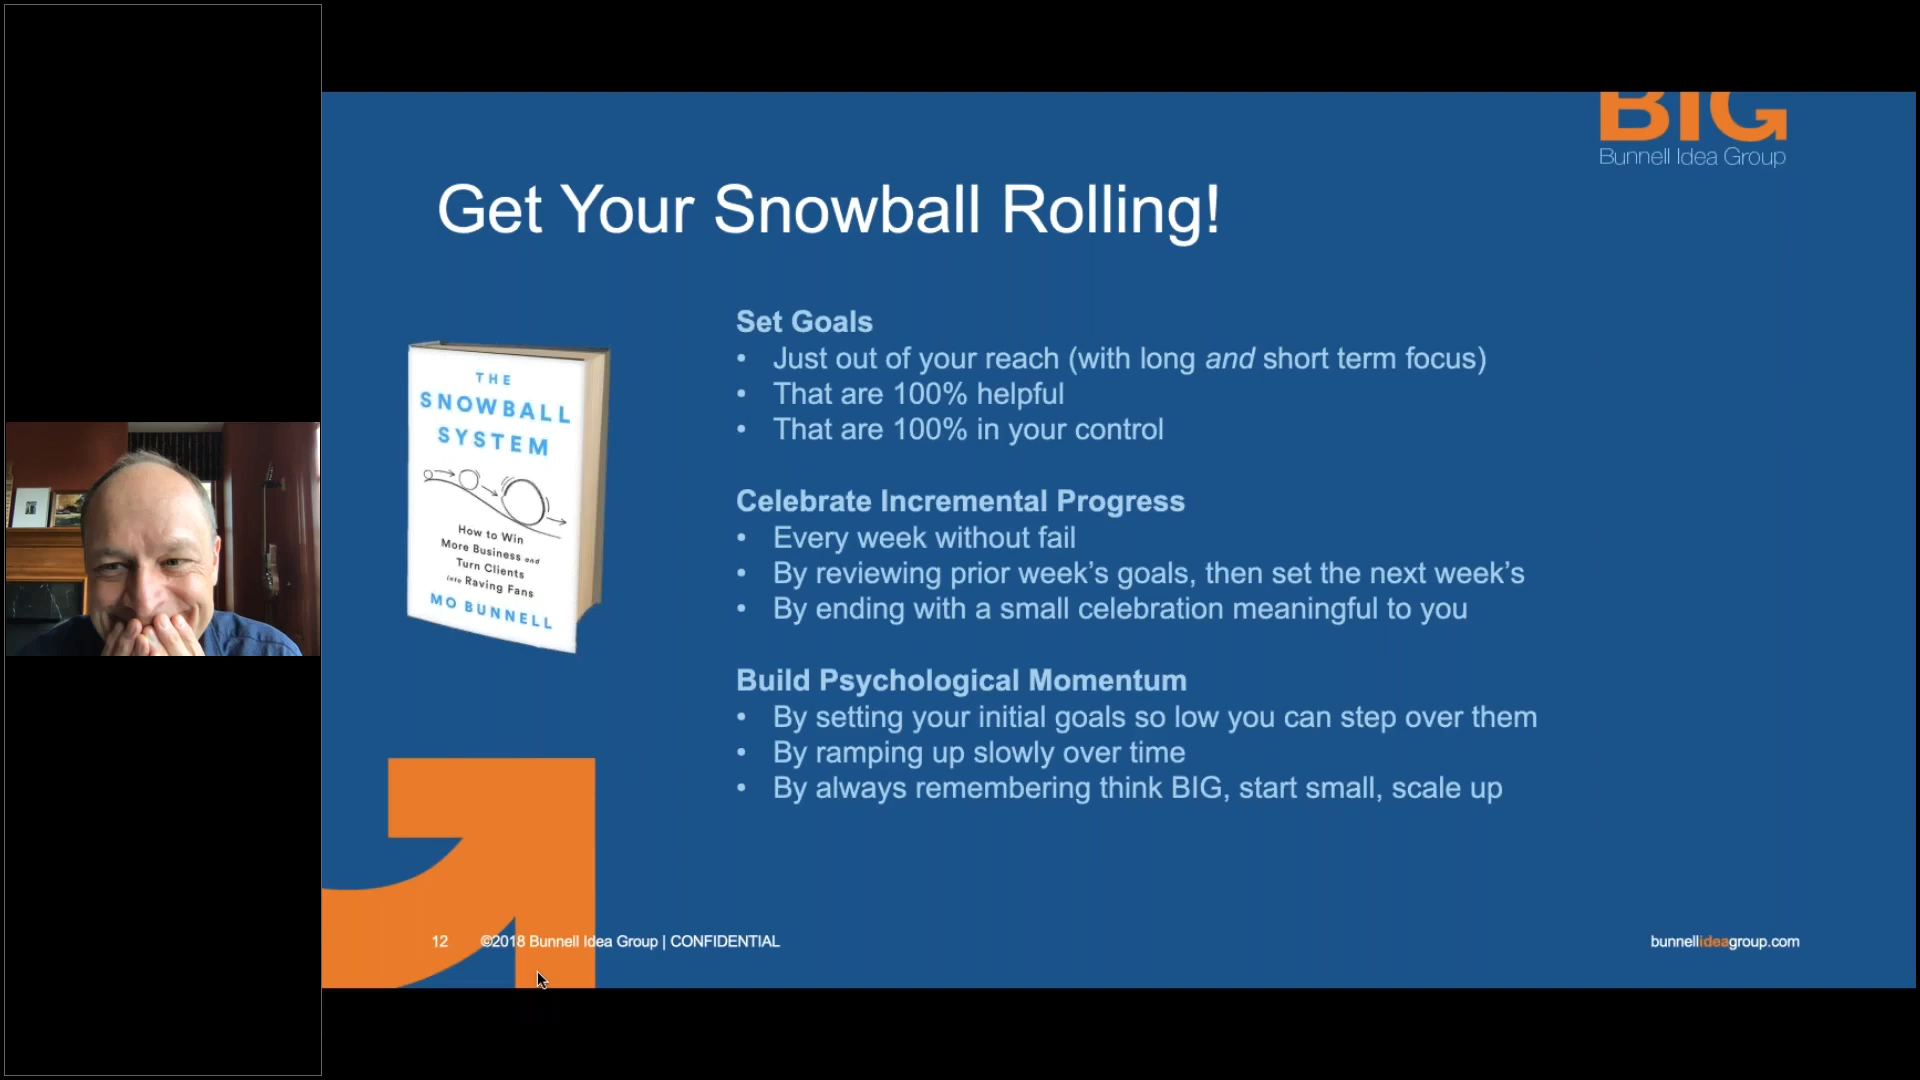 BIG
Bunnell Idea Group
Get Your Snowball Rolling!
THE
SNOWBALL
SYSTEM
How to Win
More Business and
Turn Clients
into Raving Fans
MO BUNNELL
Set Goals
• Just out of your reach (with long and short term focus)
• That are 100% helpful
• That are 100% in your control
Celebrate Incremental Progress
• Every week without fail
• By reviewing prior week’s goals, then set the next week’s
• By ending with a small celebration meaningful to you
Build Psychological Momentum
• By setting your initial goals so low you can step over them
• By ramping up slowly over time
• By always remembering think BIG, start small, scale up
12 ©2018 Bunnell Idea Group | CONFIDENTIAL
bunnellideagroup.com